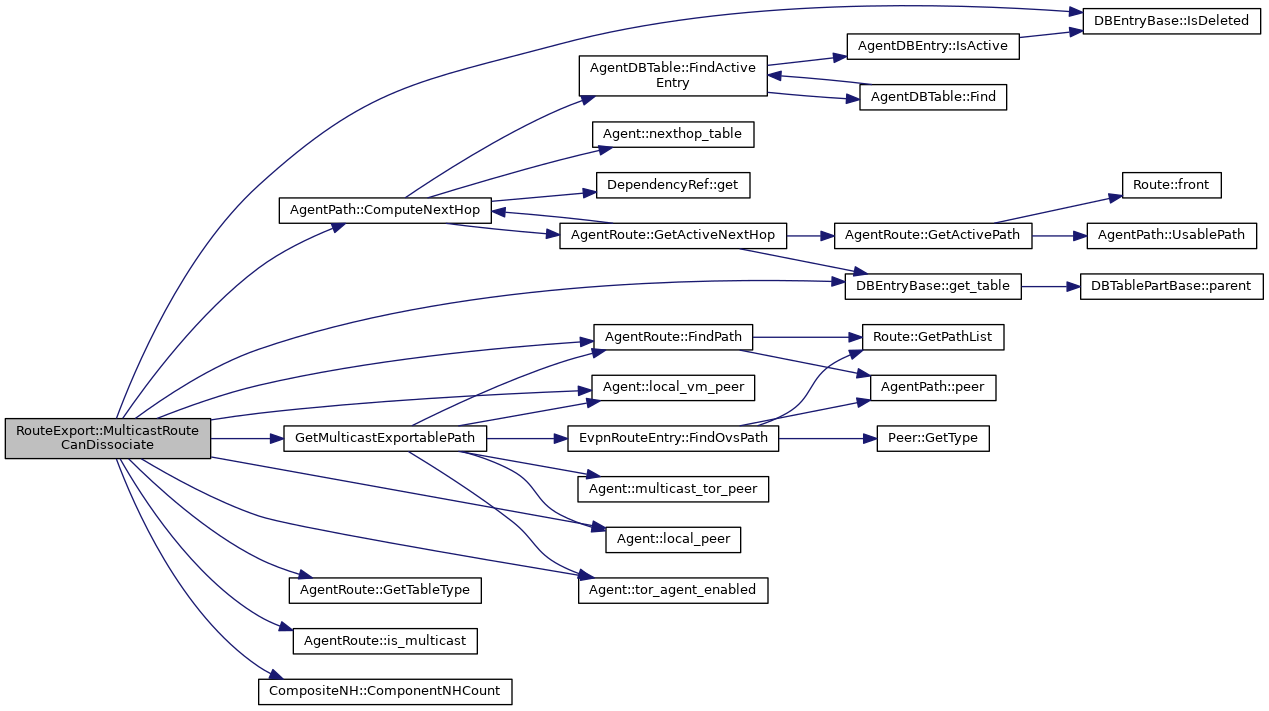 DBEntryBase::IsDeleted
AgentDBEntry::IsActive
AgentDBTable::FindActive
Entry
AgentDBTable::Find
Agent::nexthop_table
DependencyRef::get
Route::front
AgentPath::ComputeNextHop
AgentRoute::GetActiveNextHop
AgentRoute::GetActivePath
AgentPath::UsablePath
DBEntryBase::get_table
DBTablePartBase::parent
AgentRoute::FindPath
Route::GetPathList
Agent::local_vm_peer
AgentPath::peer
RouteExport::MulticastRoute
CanDissociate
GetMulticastExportablePath
EvpnRouteEntry::FindOvsPath
Peer::GetType
Agent::multicast_tor_peer
Agent::local_peer
AgentRoute::GetTableType
Agent::tor_agent_enabled
AgentRoute::is_multicast
CompositeNH::ComponentNHCount